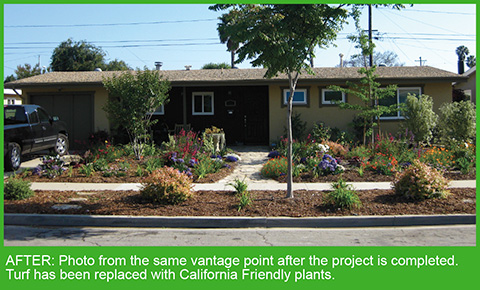 AFTER: Photo from the same vantage point after the project is completed.
Turf has been replaced with California Friendly plants.